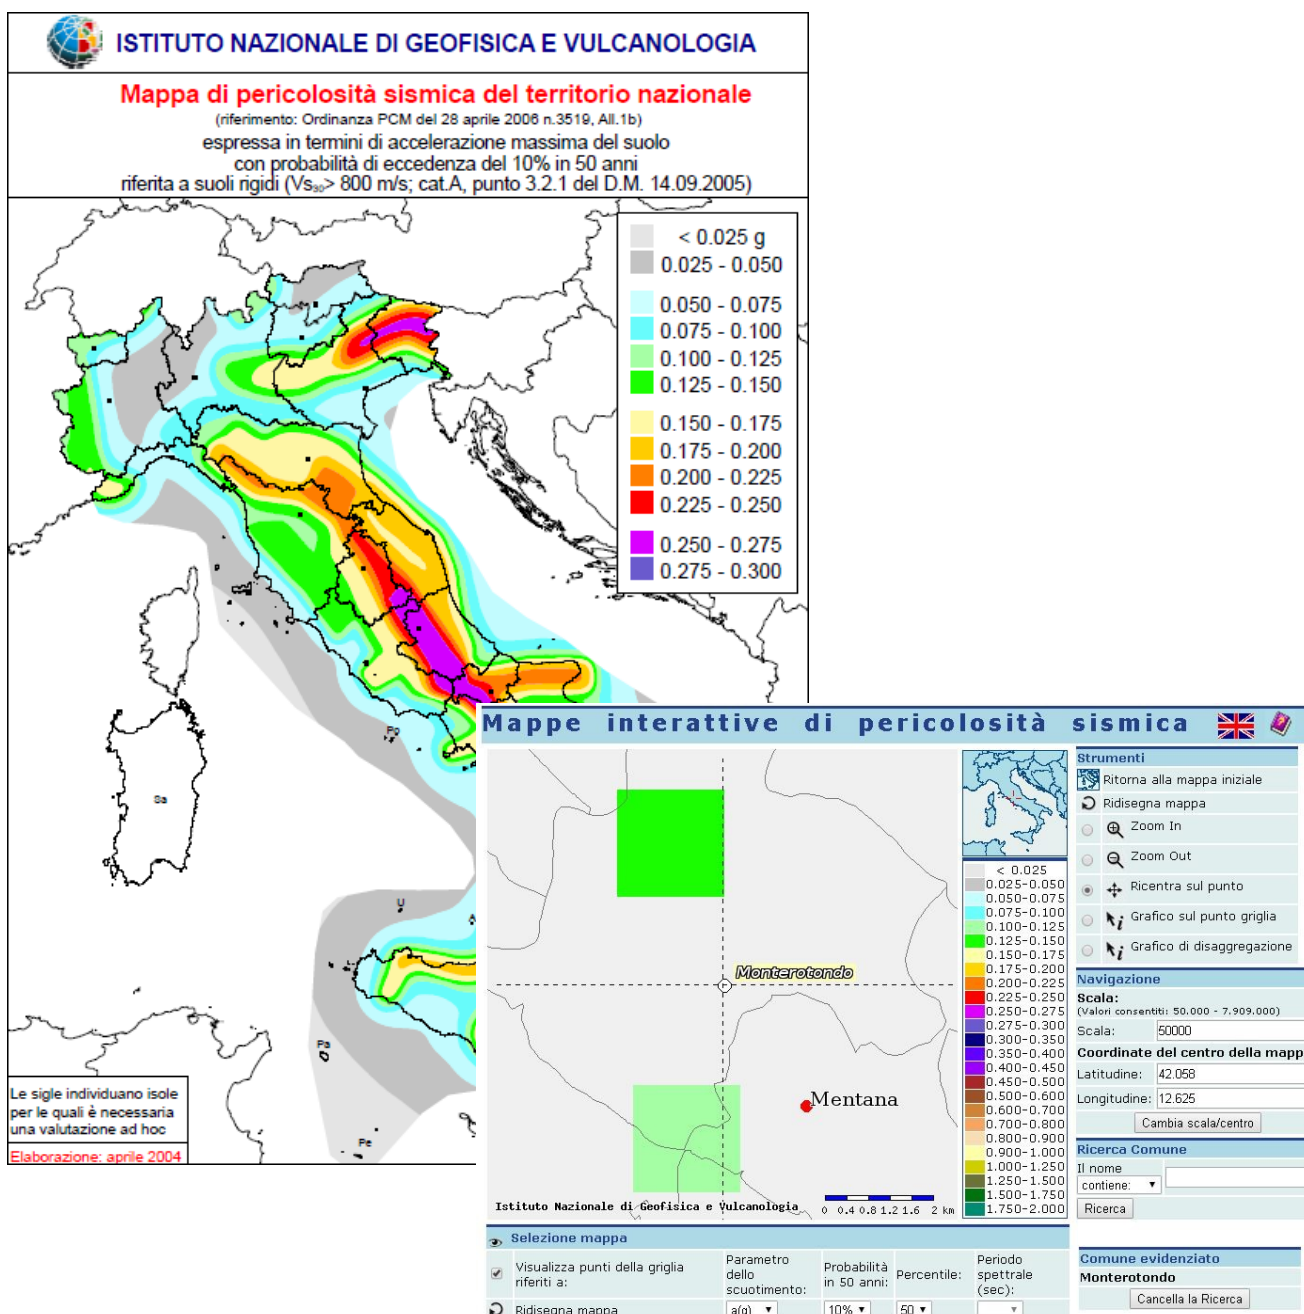 ISTITUTO NAZIONALE DI GEOFISICA E VULCANOLOGIA
Mappa di pericolosità sismica del territorio nazionale
(riferimento: Ordinanza PCM del 28 aprile 2006 n.3519, All.1b)
espressa in termini di accelerazione massima del suolo
con probabilità di eccedenza del 10% in 50 anni
riferita a suoli rigidi (Vs₃₀> 800 m/s; cat.A, punto 3.2.1 del D.M. 14.09.2005)
< 0.025 g
0.025 - 0.050
0.050 - 0.075
0.075 - 0.100
0.100 - 0.125
0.125 - 0.150
0.150 - 0.175
0.175 - 0.200
0.200 - 0.225
0.225 - 0.250
0.250 - 0.275
0.275 - 0.300
Sa
U
Pa
Pe
Le sigle individuano isole
per le quali è necessaria
una valutazione ad hoc
Elaborazione: aprile 2004
Mappe interattive di pericolosità sismica
Monterotondo
Mentana
Istituto Nazionale di Geofisica e Vulcanologia
0 0.4 0.8 1.2 1.6 2 km
< 0.025
0.025-0.050
0.050-0.075
0.075-0.100
0.100-0.125
0.125-0.150
0.150-0.175
0.175-0.200
0.200-0.225
0.225-0.250
0.250-0.275
0.275-0.300
0.300-0.350
0.350-0.400
0.400-0.450
0.450-0.500
0.500-0.600
0.600-0.700
0.700-0.800
0.800-0.900
0.900-1.000
1.000-1.250
1.250-1.500
1.500-1.750
1.750-2.000
Strumenti
Ritorna alla mappa iniziale
Ridisegna mappa
Zoom In
Zoom Out
Ricentra sul punto
Grafico sul punto griglia
Grafico di disaggregazione
Navigazione
Scala:
(Valori consentiti: 50.000 - 7.909.000)
Scala: 50000
Coordinate del centro della mapp
Latitudine: 42.058
Longitudine: 12.625
Cambia scala/centro
Ricerca Comune
Il nome
contiene:
Ricerca
Comune evidenziato
Monterotondo
Cancella la Ricerca
Selezione mappa
Visualizza punti della griglia
riferiti a:
Parametro
dello
scuotimento:
Probabilità
in 50 anni:
Percentile:
Periodo
spettrale
(sec):
Ridisegna mappa
a(g)
10%
50